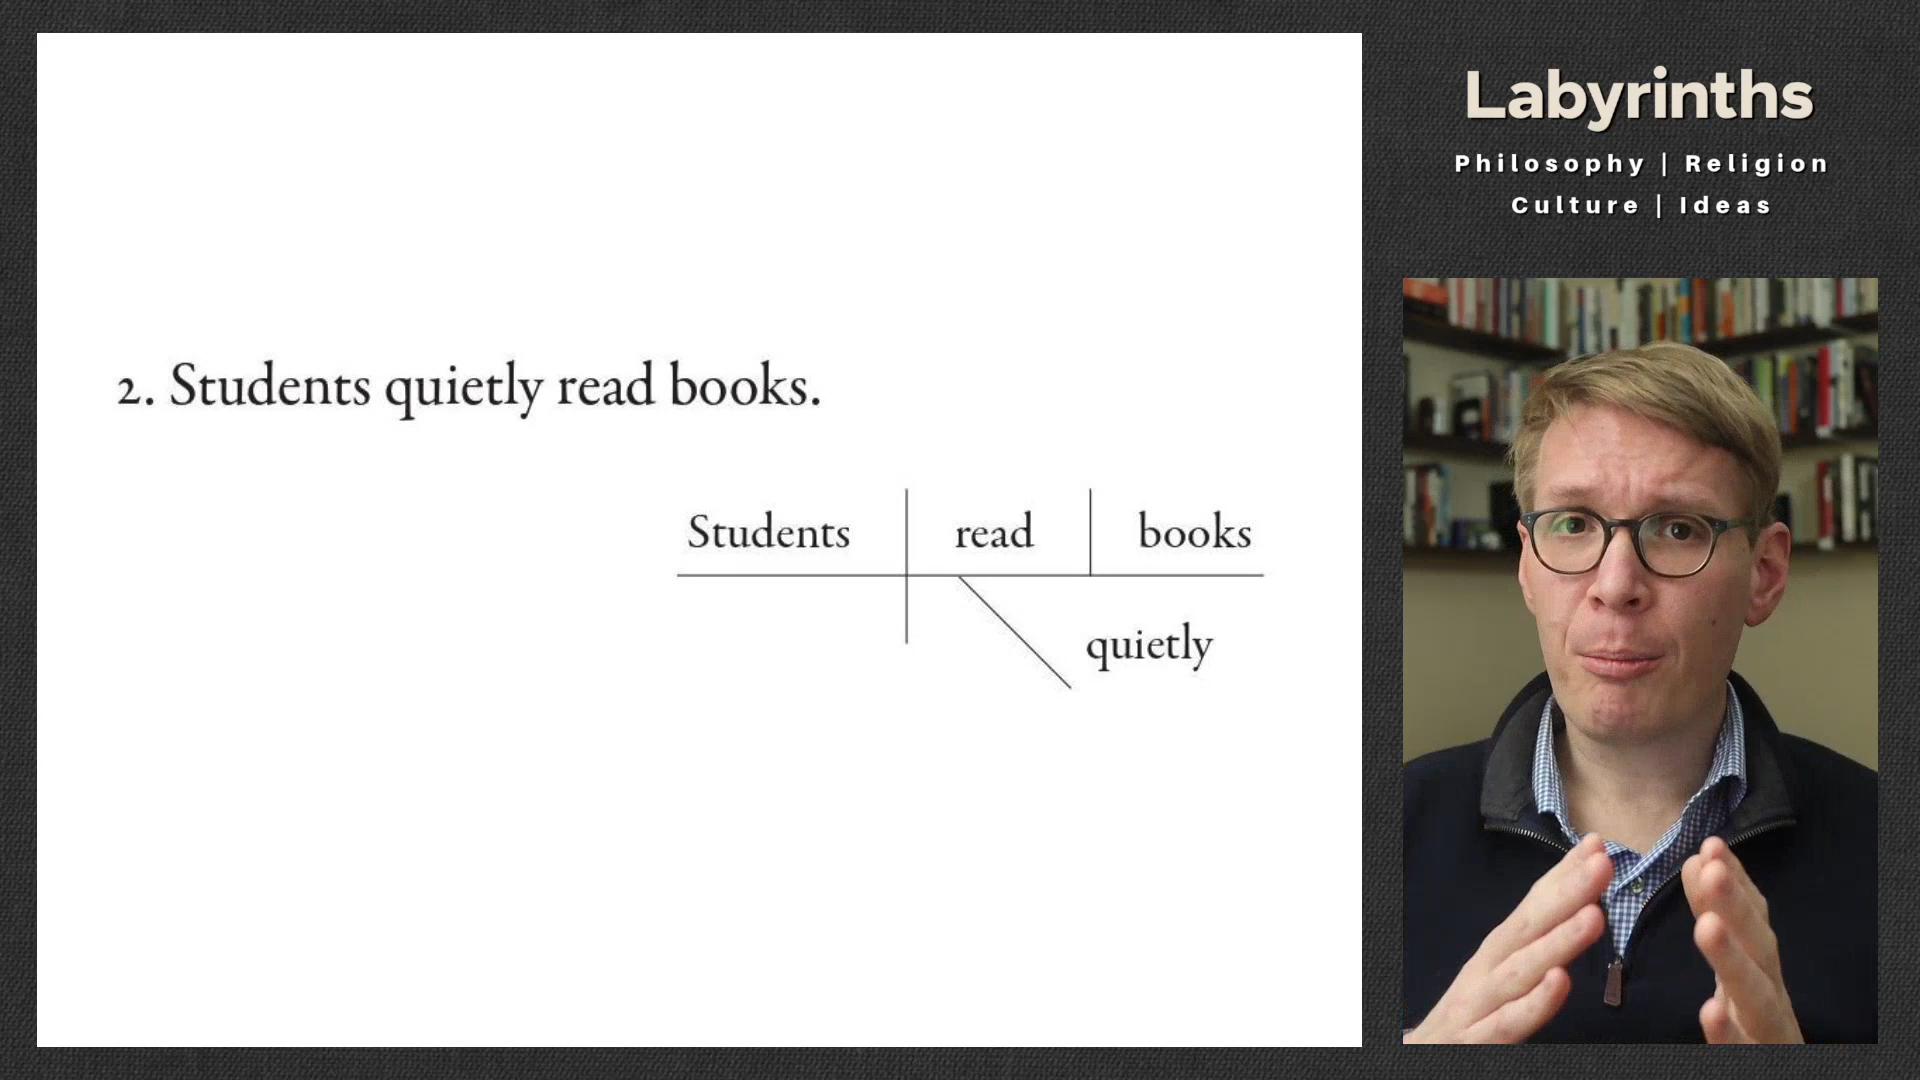 2. Students quietly read books.
Students read books
quietly
Labyrinths
Philosophy | Religion
Culture | Ideas